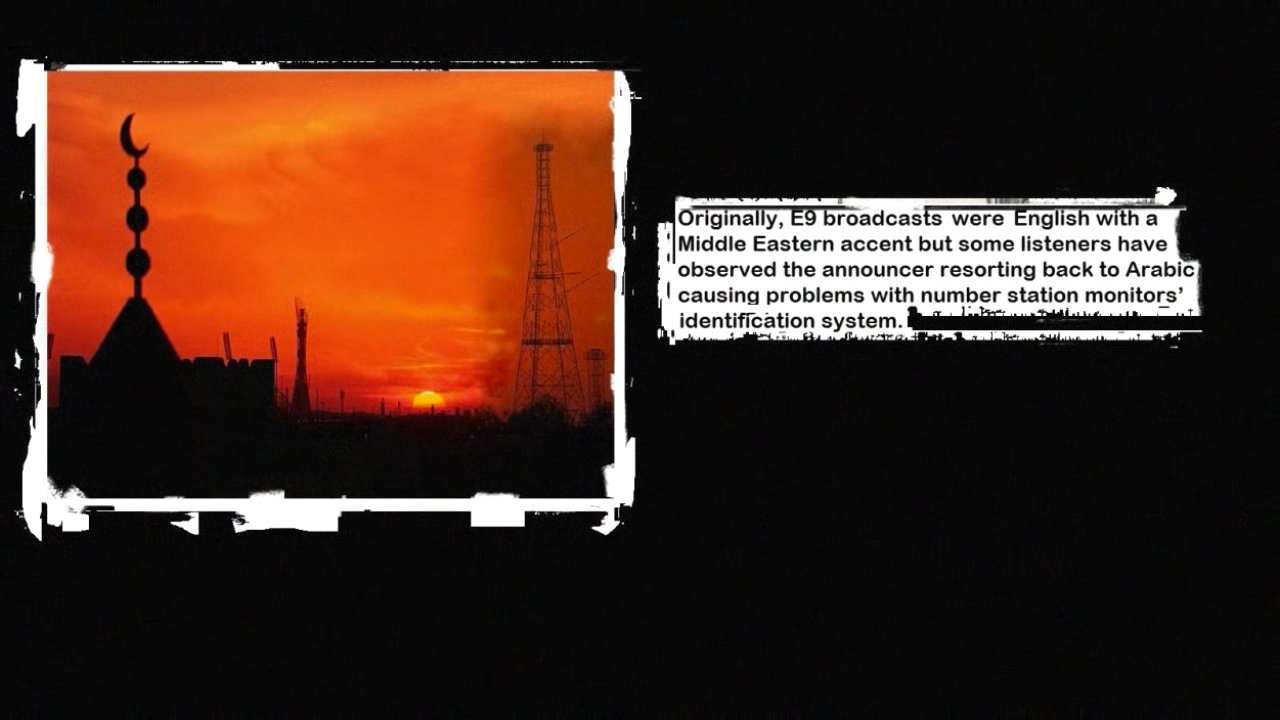 Originally, E9 broadcasts were English with a
Middle Eastern accent but some listeners have
observed the announcer resorting back to Arabic
causing problems with number station monitors’
identification system.